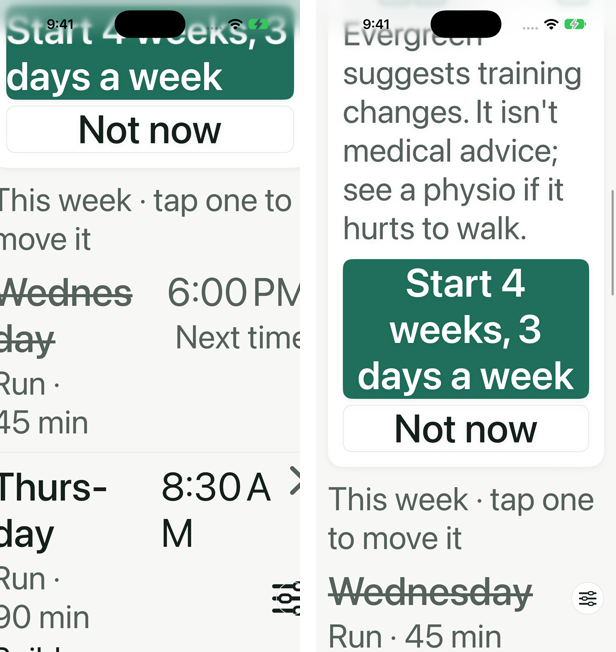 9:41
Start 4 weeks, 3
days a week
Not now
This week · tap one to
move it
Wednes
day
6:00 PM
Next time
Run ·
45 min
Thurs-
day
8:30 A
M
Run ·
90 min
9:41
Evergreen
suggests training
changes. It isn't
medical advice;
see a physio if it
hurts to walk.
Start 4
weeks, 3
days a week
Not now
This week · tap one
to move it
Wednesday
Run · 45 min